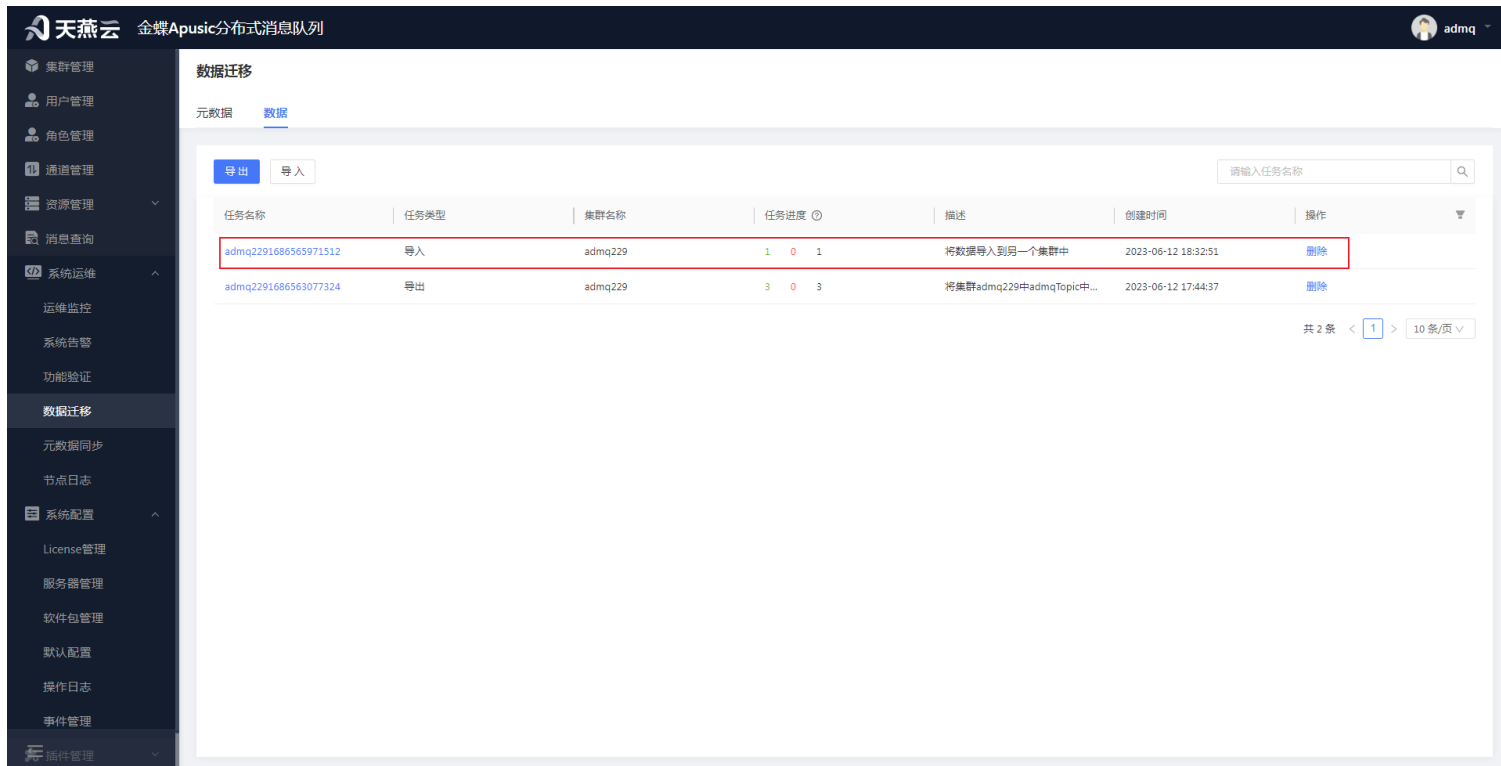 天燕云 金蝶Apusic分布式消息队列
admq
集群管理
用户管理
角色管理
通道管理
资源管理
消息查询
系统运维
运维监控
系统告警
功能验证
数据迁移
元数据同步
节点日志
系统配置
License管理
服务器管理
软件包管理
默认配置
操作日志
事件管理
插件管理
数据迁移
元数据 数据
导出 导入 请输入任务名称
任务名称 任务类型 集群名称 任务进度 描述 创建时间 操作
admq2291686565971512 导入 admq229 1 0 1 将数据导入到另一个集群中 2023-06-12 18:32:51 删除
admq2291686563077324 导出 admq229 3 0 3 将集群admq229中admqTopic中... 2023-06-12 17:44:37 删除
共 2 条 < 1 > 10 条/页